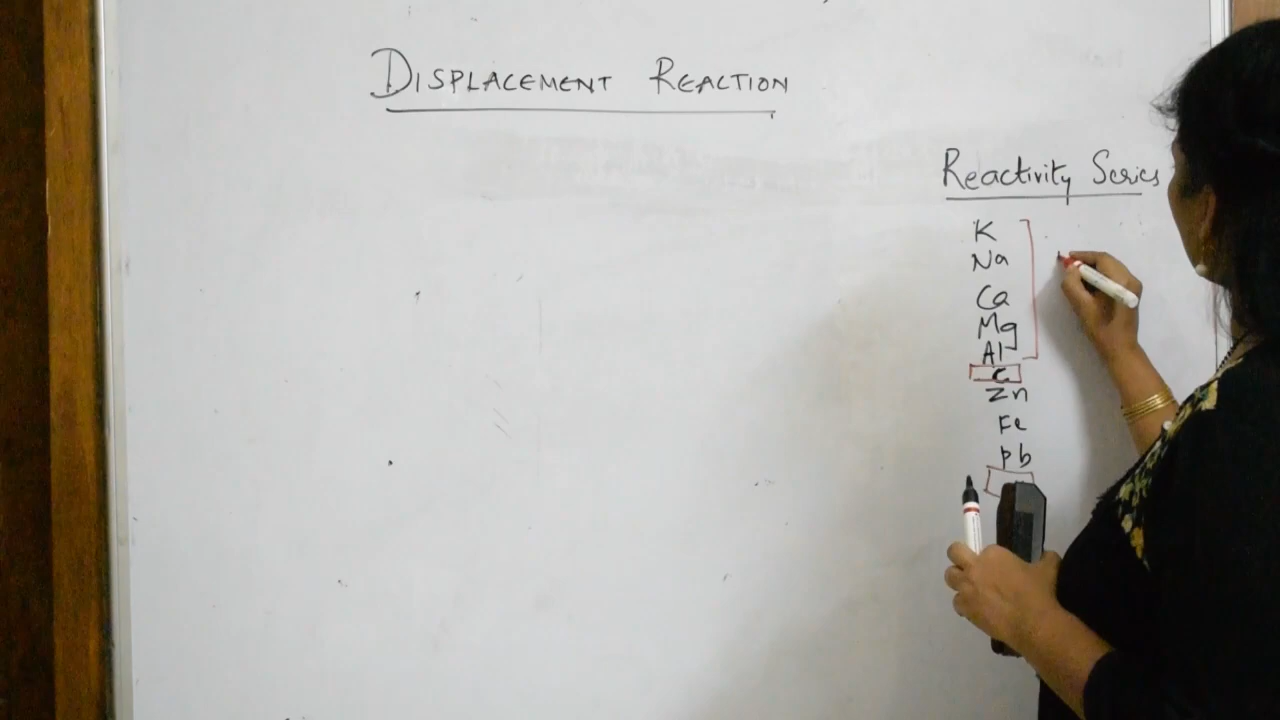 DISPLACEMENT REACTION
Reactivity Series
K
Na
Ca
Mg
Al
C
Zn
Fe
Pb